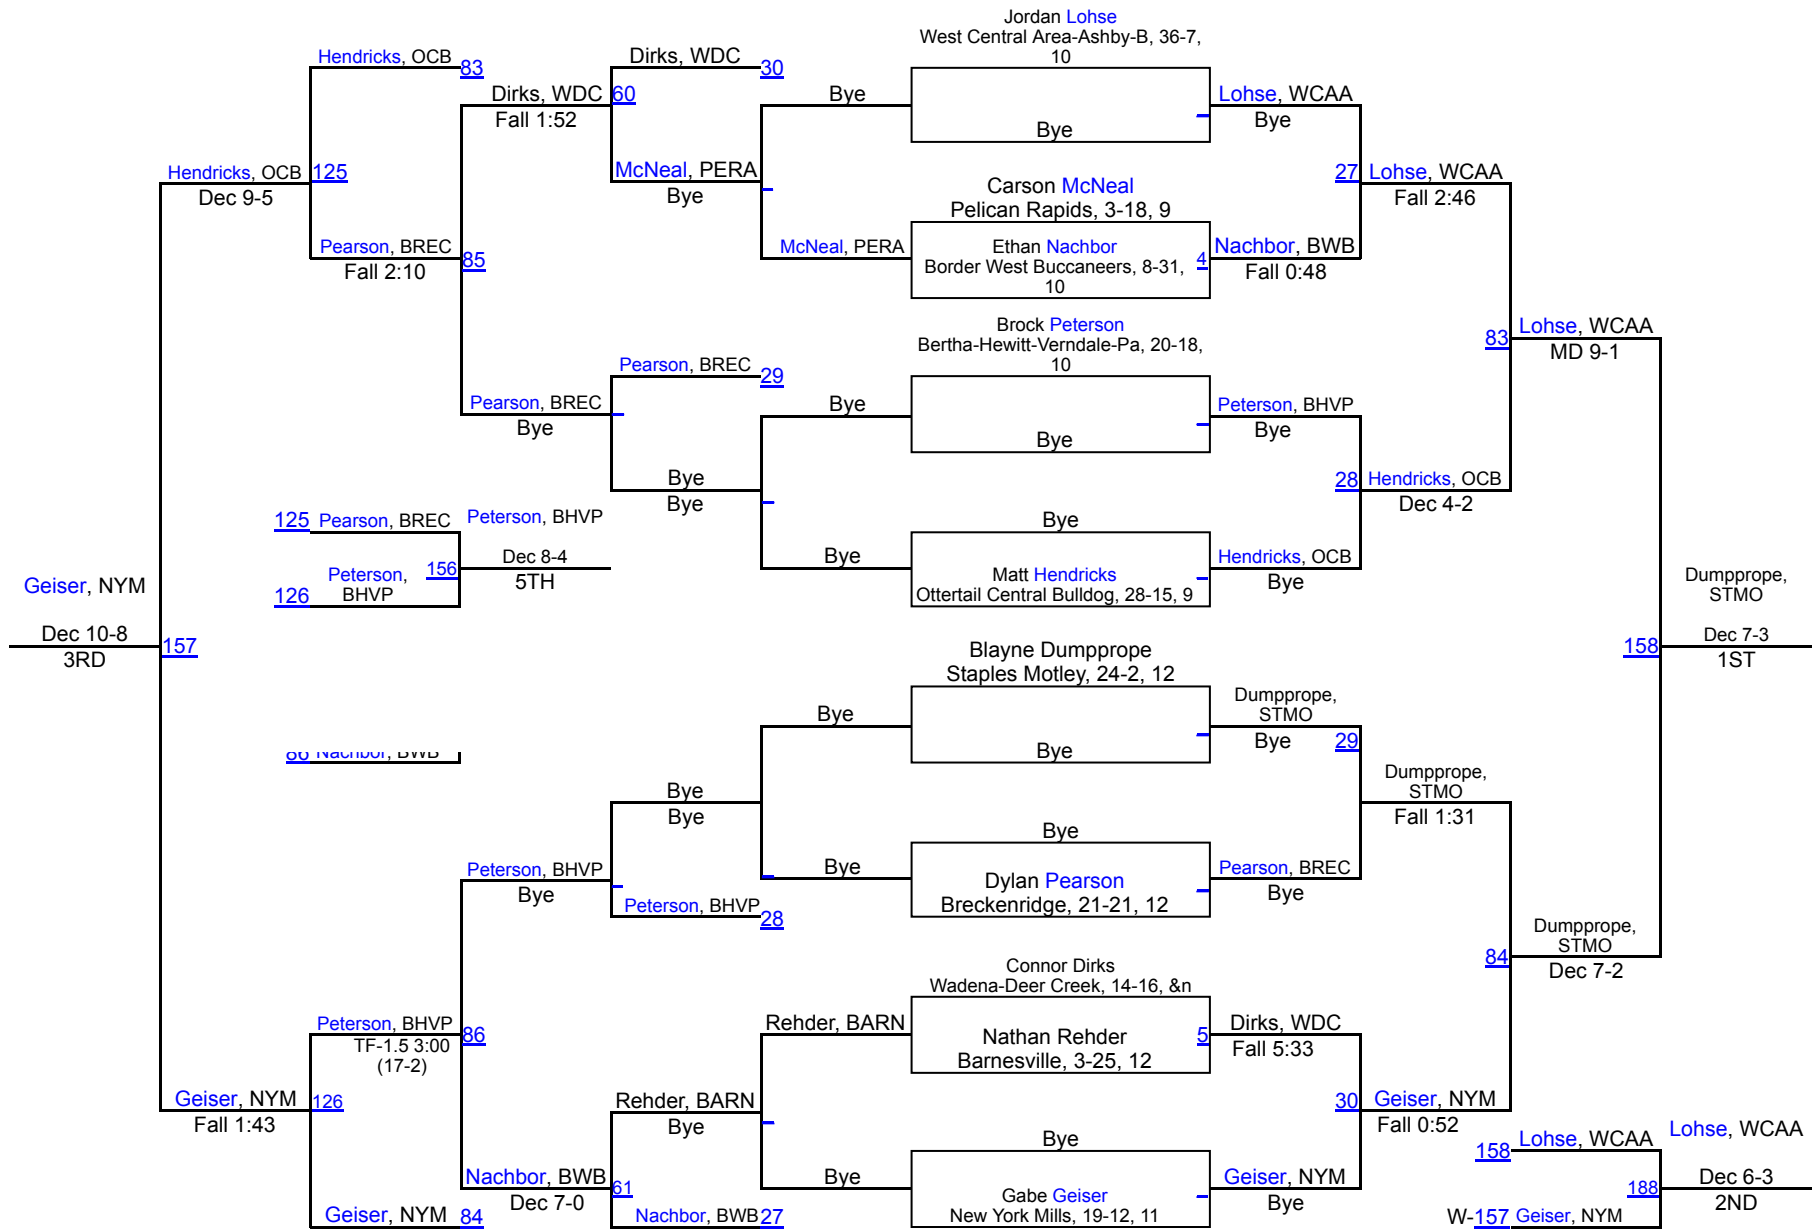 Jordan Lohse
West Central Area-Ashby-B, 36-7,
10
Hendricks, OCB
83
Dirks, WDC
30
Dirks, WDC
60
Fall 1:52
Bye
Bye
Lohse, WCAA
Bye
Hendricks, OCB
125
Dec 9-5
McNeal, PERA
Bye
Carson McNeal
Pelican Rapids, 3-18, 9
27
Lohse, WCAA
Fall 2:46
Pearson, BREC
Fall 2:10
85
McNeal, PERA
Ethan Nachbor
Border West Buccaneers, 8-31,
10
4
Nachbor, BWB
Fall 0:48
Brock Peterson
Bertha-Hewitt-Verndale-Pa, 20-18,
10
83
Lohse, WCAA
MD 9-1
Pearson, BREC
29
Pearson, BREC
Bye
Bye
Bye
Peterson, BHVP
Bye
Bye
Bye
28
Hendricks, OCB
Dec 4-2
125
Pearson, BREC
Peterson, BHVP
Bye
Dec 8-4
5TH
156
126
Peterson,
BHVP
Bye
Matt Hendricks
Ottertail Central Bulldog, 28-15, 9
Hendricks, OCB
Bye
Geiser, NYM
Dec 10-8
3RD
157
Dumpprope,
STMO
158
Dec 7-3
1ST
Blayne Dumpprope
Staples Motley, 24-2, 12
Bye
Bye
Dumpprope,
STMO
Bye
29
86 Nachbor, BWB
Bye
Bye
Dumpprope,
STMO
Fall 1:31
Bye
Peterson, BHVP
Bye
Bye
Dylan Pearson
Breckenridge, 21-21, 12
Pearson, BREC
Bye
Peterson, BHVP
28
Connor Dirks
Wadena-Deer Creek, 14-16, &n
84
Dumpprope,
STMO
Dec 7-2
Peterson, BHVP
TF-1.5 3:00
(17-2)
86
Rehder, BARN
Nathan Rehder
Barnesville, 3-25, 12
5
Dirks, WDC
Fall 5:33
Geiser, NYM
126
Fall 1:43
Rehder, BARN
Bye
30
Geiser, NYM
Fall 0:52
Bye
158
Lohse, WCAA
Lohse, WCAA
Nachbor, BWB
61
Dec 7-0
Bye
Gabe Geiser
New York Mills, 19-12, 11
Geiser, NYM
Bye
188
Dec 6-3
2ND
Geiser, NYM
84
Nachbor, BWB
27
W-157
Geiser, NYM